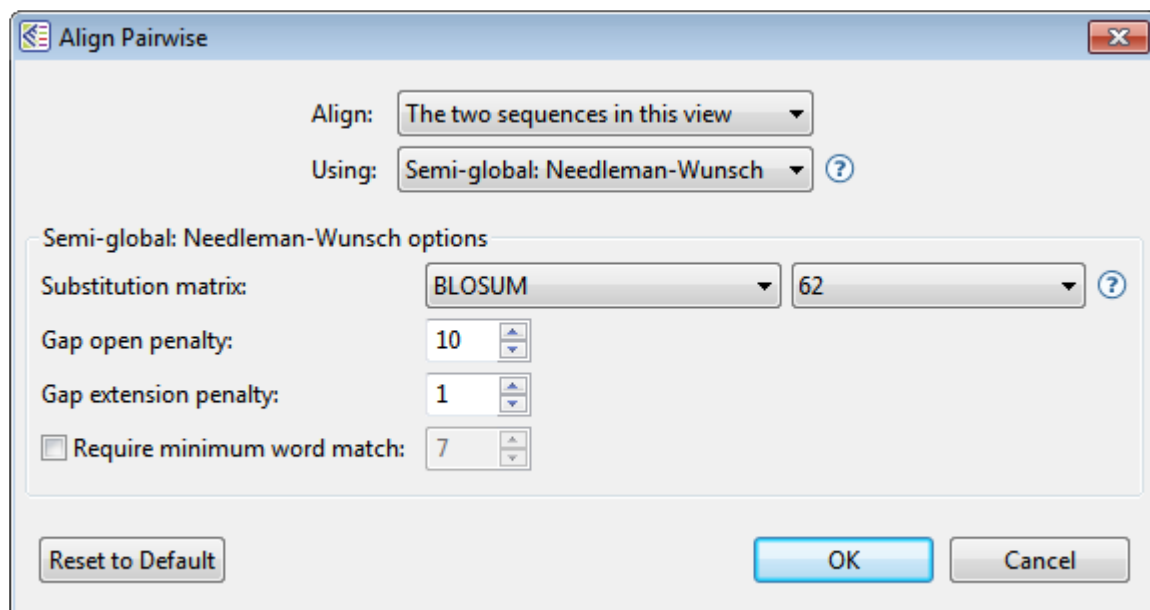 Align Pairwise
Align: The two sequences in this view
Using: Semi-global: Needleman-Wunsch ?
Semi-global: Needleman-Wunsch options
Substitution matrix: BLOSUM 62 ?
Gap open penalty: 10
Gap extension penalty: 1
Require minimum word match: 7
Reset to Default OK Cancel